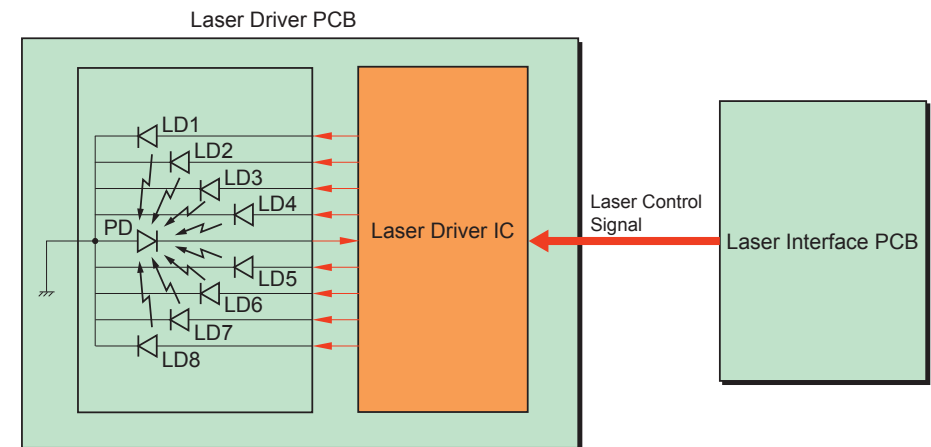 Laser Driver PCB
LD1
LD2
LD3
LD4
PD
LD5
LD6
LD7
LD8
Laser Driver IC
Laser Control
Signal
Laser Interface PCB